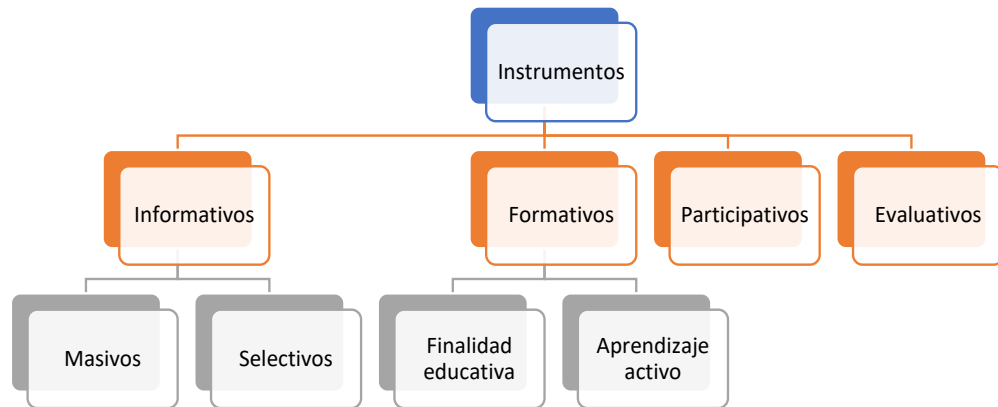 Instrumentos
Informativos
Formativos
Participativos
Evaluativos
Masivos
Selectivos
Finalidad
educativa
Aprendizaje
activo